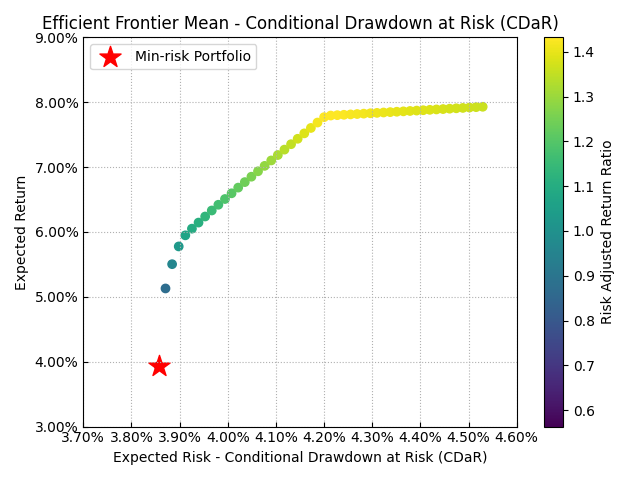 Efficient Frontier Mean - Conditional Drawdown at Risk (CDaR)
Min-risk Portfolio
9.00%
8.00%
7.00%
6.00%
5.00%
4.00%
3.00%
Expected Return
3.70% 3.80% 3.90% 4.00% 4.10% 4.20% 4.30% 4.40% 4.50% 4.60%
Expected Risk - Conditional Drawdown at Risk (CDaR)
1.4
1.3
1.2
1.1
1.0
0.9
0.8
0.7
0.6
Risk Adjusted Return Ratio